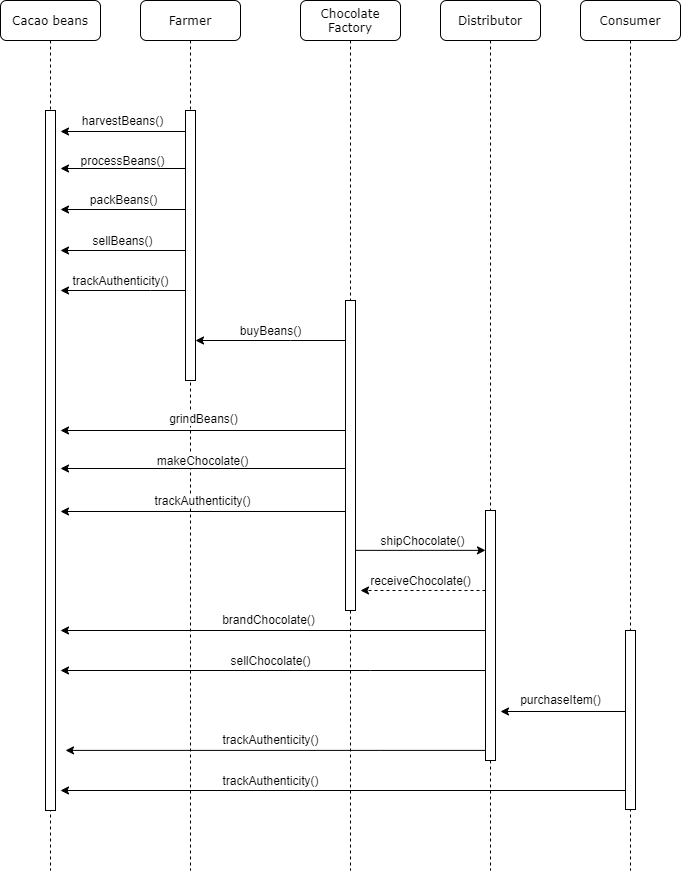 Cacao beans
Farmer
Chocolate
Factory
Distributor
Consumer
harvestBeans()
processBeans()
packBeans()
sellBeans()
trackAuthenticity()
buyBeans()
grindBeans()
makeChocolate()
trackAuthenticity()
shipChocolate()
receiveChocolate()
brandChocolate()
sellChocolate()
purchaseItem()
trackAuthenticity()
trackAuthenticity()